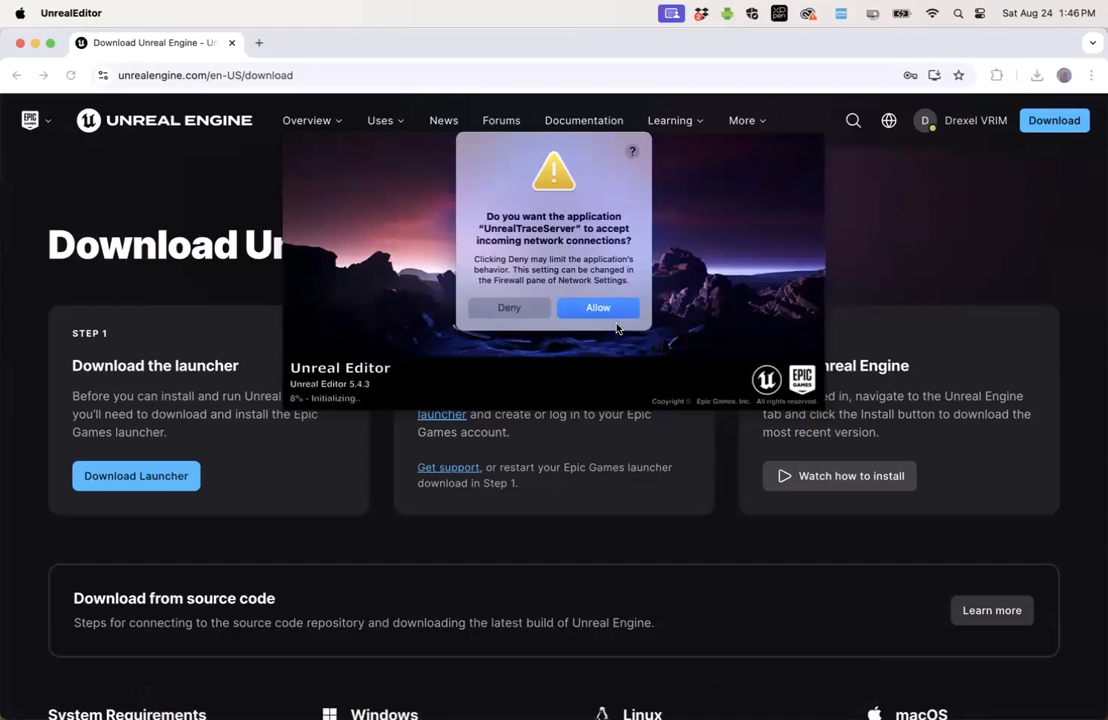 UnrealEditor
Sat Aug 24 1:46 PM
Download Unreal Engine - Un
unrealengine.com/en-US/download
EPIC GAMES
UNREAL ENGINE
Overview
Uses
News
Forums
Documentation
Learning
More
D
Drexel VRIM
Download
?
Do you want the application
“UnrealTraceServer” to accept
incoming network connections?
Clicking Deny may limit the application's
behavior. This setting can be changed in
the Firewall pane of Network Settings.
Deny
Allow
Unreal Editor
Unreal Editor 5.4.3
8% - Initializing..
EPIC GAMES
Copyright © Epic Games, Inc. All rights reserved.
Download Un
STEP 1
Download the launcher
Before you can install and run Unreal
you’ll need to download and install the Epic
Games launcher.
Download Launcher
launcher and create or log in to your Epic
Games account.
Get support, or restart your Epic Games launcher
download in Step 1.
nreal Engine
ed in, navigate to the Unreal Engine
tab and click the Install button to download the
most recent version.
Watch how to install
Download from source code
Steps for connecting to the source code repository and downloading the latest build of Unreal Engine.
Learn more
System Requirements
Windows
Linux
macOS